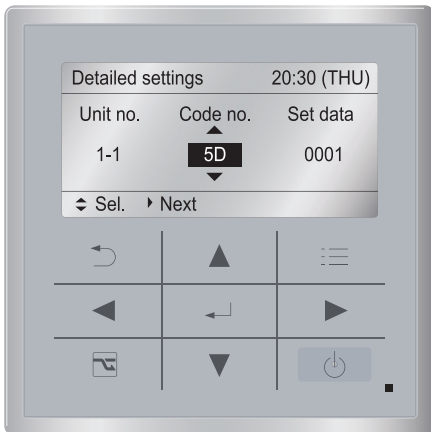 Detailed settings 20:30 (THU)
Unit no. Code no. Set data
1-1 5D 0001
Sel. Next